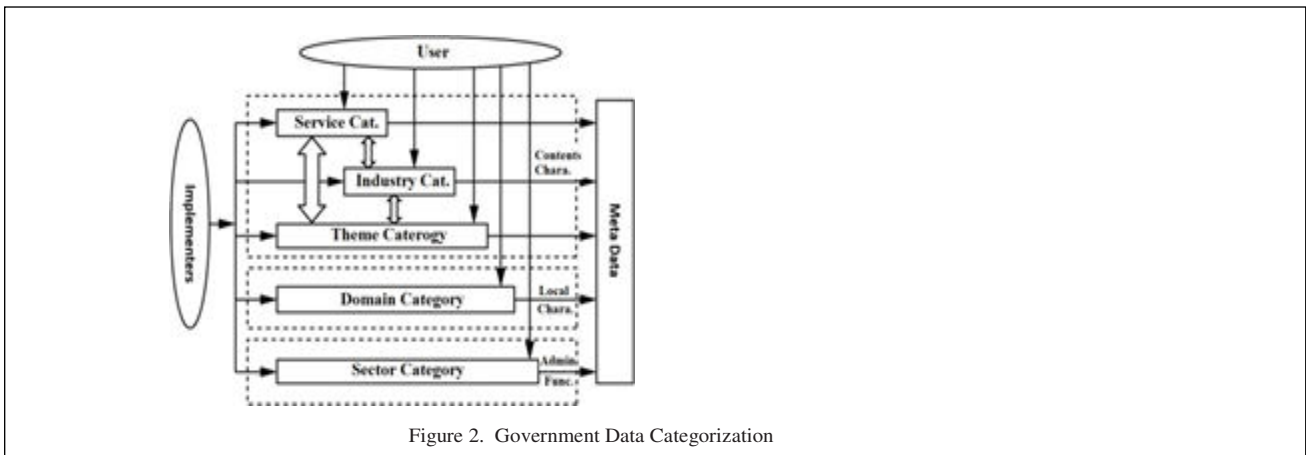 User
Service Cat.
Contents
Chara.
Industry Cat.
Implementers
Meta Data
Theme Caterogy
Domain Category
Local
Chara.
Sector Category
Admin.
Func.
Figure 2. Government Data Categorization